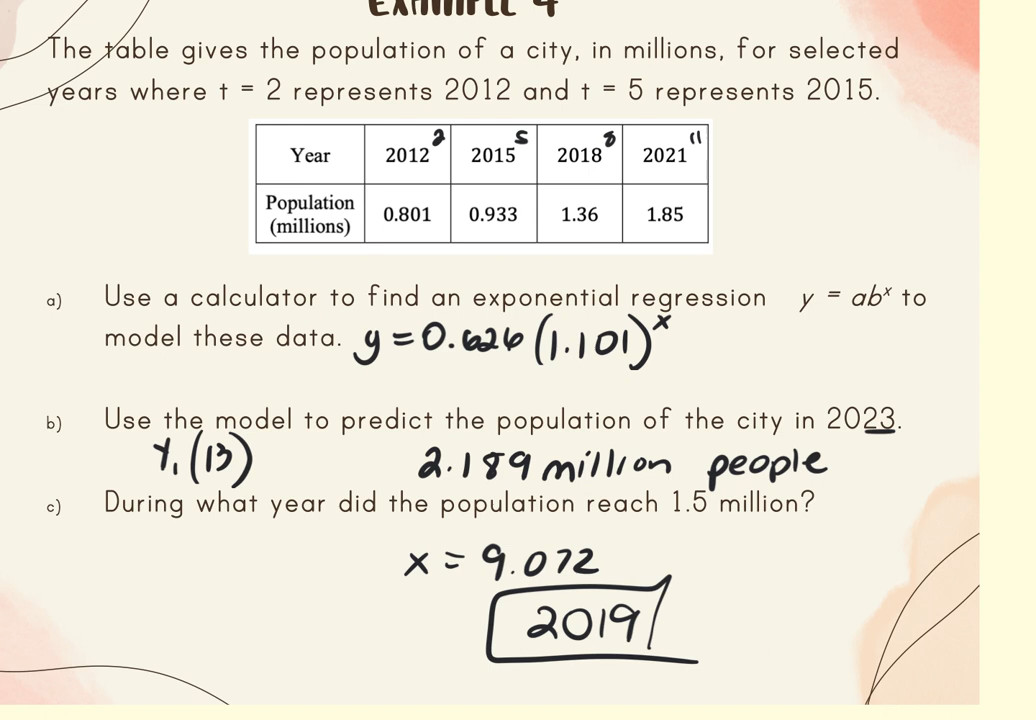 EXAMPLE 4
The table gives the population of a city, in millions, for selected
years where t = 2 represents 2012 and t = 5 represents 2015.
Year 2012 2 2015 5 2018 8 2021 11
Population (millions) 0.801 0.933 1.36 1.85
a) Use a calculator to find an exponential regression y = abˣ to
model these data. y = 0.626(1.101)ˣ
b) Use the model to predict the population of the city in 2023.
Y₁(13) 2.189 million people
c) During what year did the population reach 1.5 million?
x = 9.072
2019